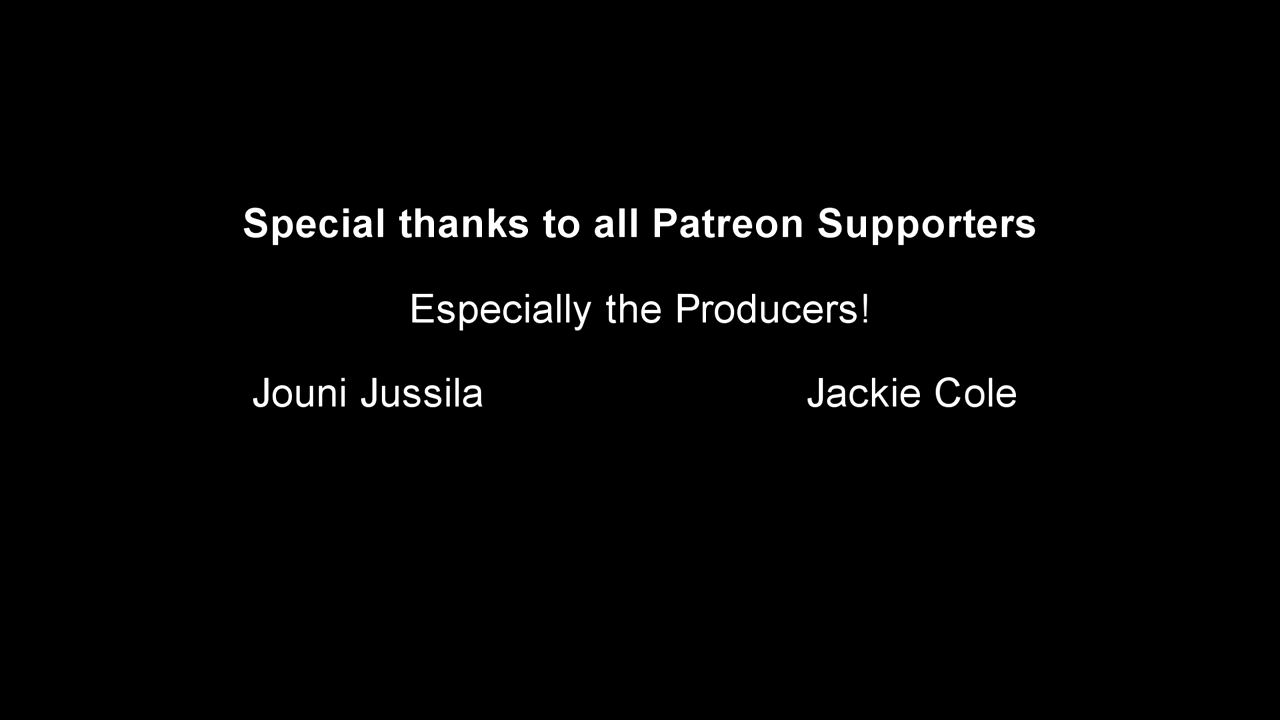 Special thanks to all Patreon Supporters
Especially the Producers!
Jouni Jussila Jackie Cole